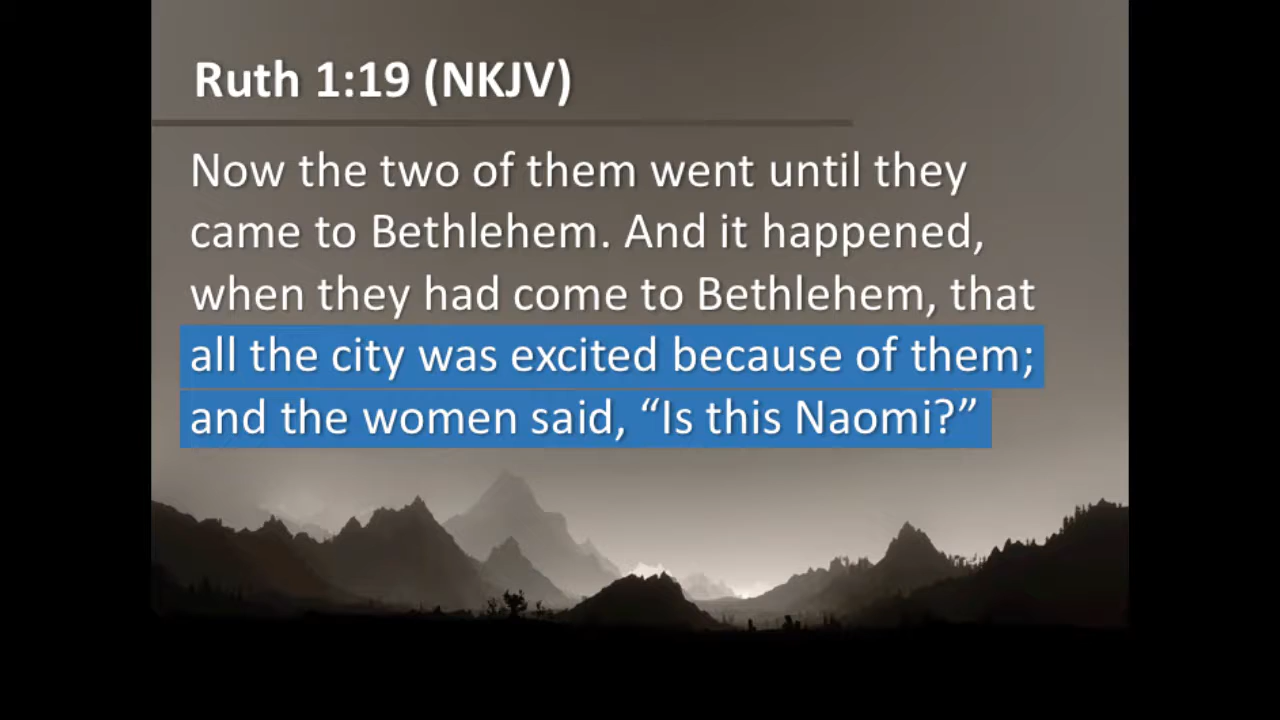 Ruth 1:19 (NKJV)
Now the two of them went until they
came to Bethlehem. And it happened,
when they had come to Bethlehem, that
all the city was excited because of them;
and the women said, “Is this Naomi?”